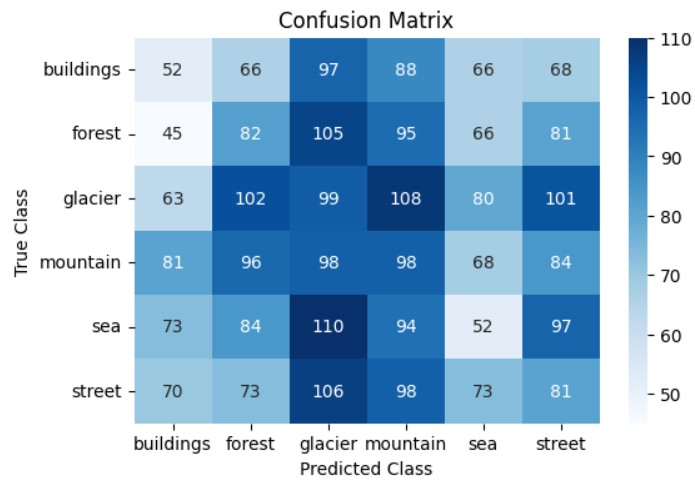 Confusion Matrix
True Class
buildings 52 66 97 88 66 68
forest 45 82 105 95 66 81
glacier 63 102 99 108 80 101
mountain 81 96 98 98 68 84
sea 73 84 110 94 52 97
street 70 73 106 98 73 81
buildings forest glacier mountain sea street
Predicted Class
110
100
90
80
70
60
50